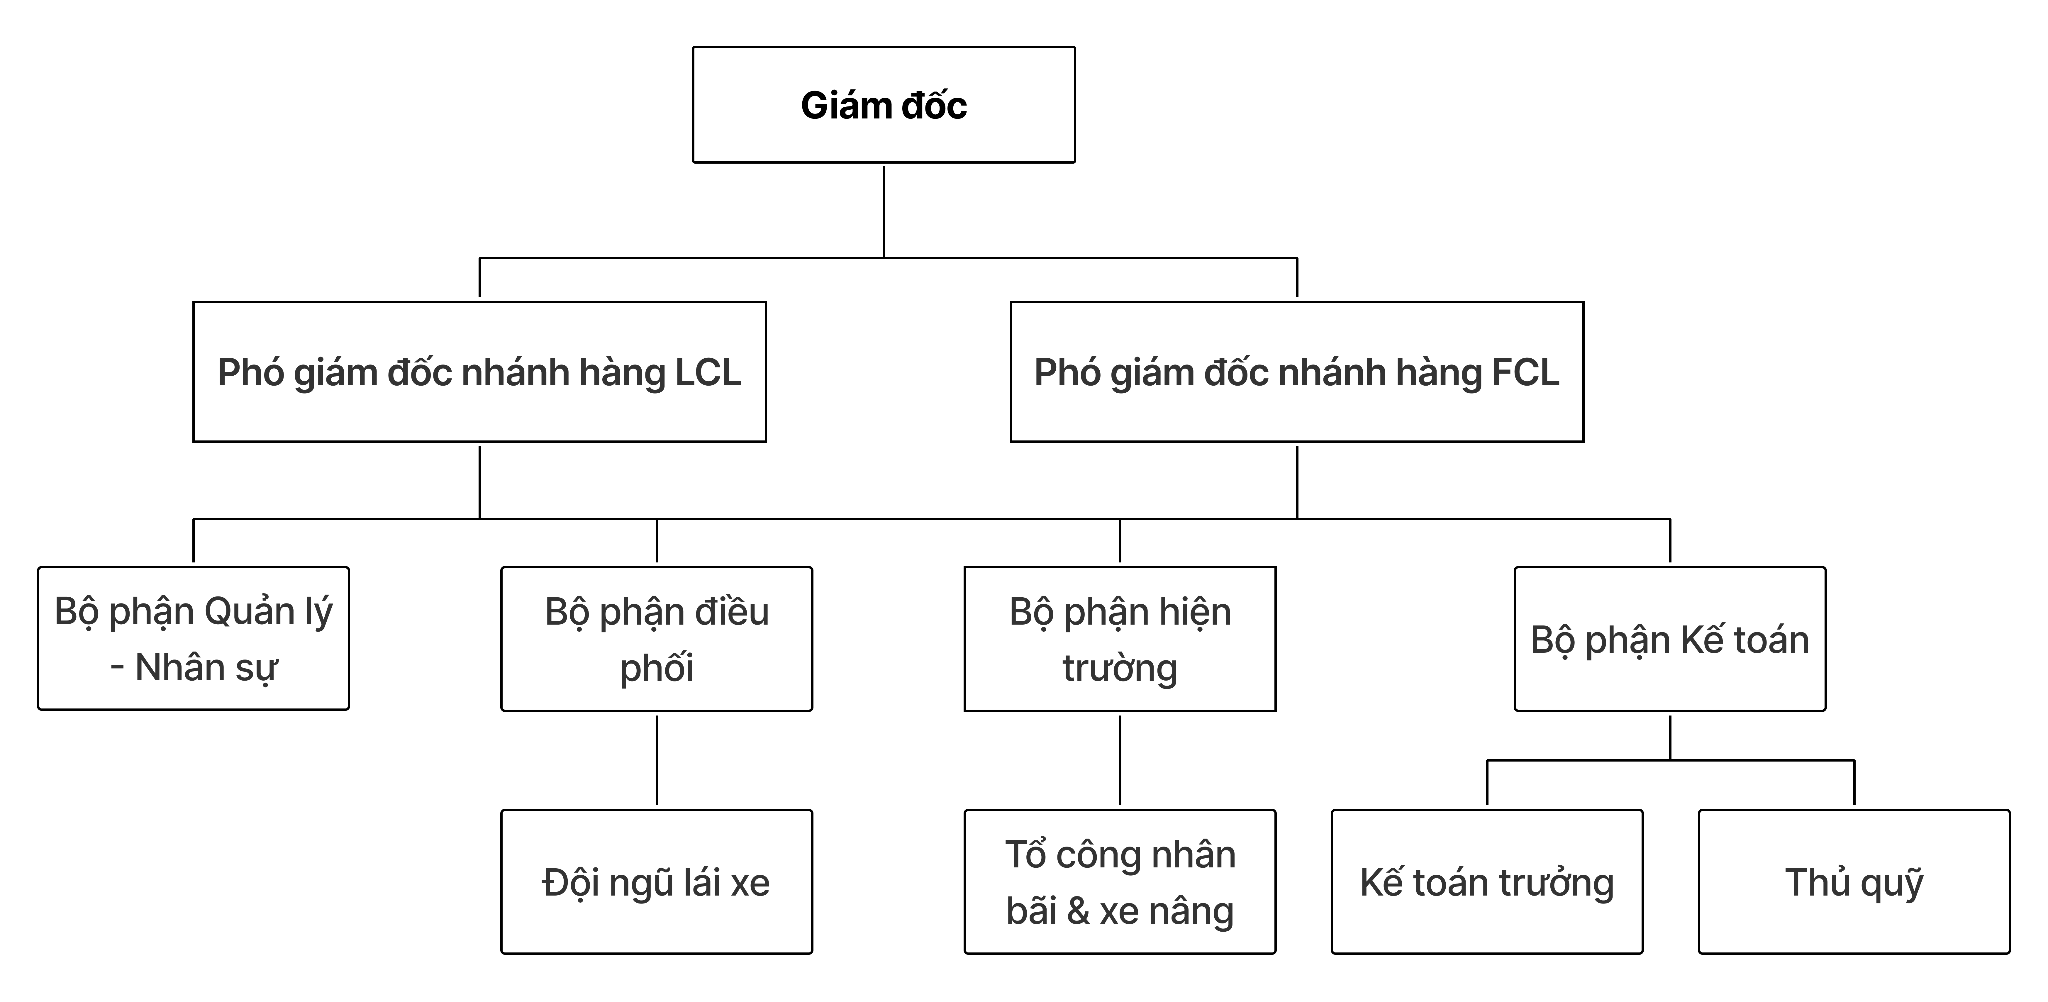 Giám đốc
Phó giám đốc nhánh hàng LCL
Phó giám đốc nhánh hàng FCL
Bộ phận Quản lý
- Nhân sự
Bộ phận điều
phối
Bộ phận hiện
trường
Bộ phận Kế toán
Đội ngũ lái xe
Tổ công nhân
bãi & xe nâng
Kế toán trưởng
Thủ quỹ